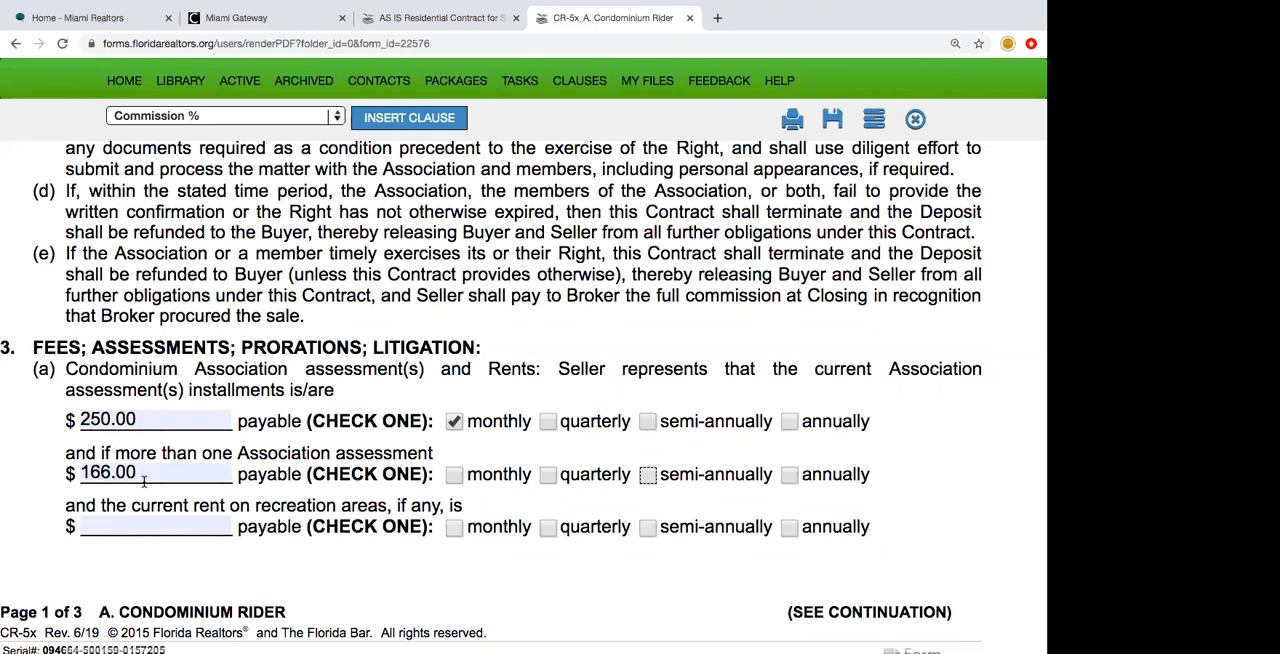 Home - Miami Realtors
Miami Gateway
AS IS Residential Contract for S
CR-5x_A. Condominium Rider
forms.floridarealtors.org/users/renderPDF?folder_id=0&form_id=22576
HOME LIBRARY ACTIVE ARCHIVED CONTACTS PACKAGES TASKS CLAUSES MY FILES FEEDBACK HELP
Commission % INSERT CLAUSE
any documents required as a condition precedent to the exercise of the Right, and shall use diligent effort to
submit and process the matter with the Association and members, including personal appearances, if required.
(d) If, within the stated time period, the Association, the members of the Association, or both, fail to provide the
written confirmation or the Right has not otherwise expired, then this Contract shall terminate and the Deposit
shall be refunded to the Buyer, thereby releasing Buyer and Seller from all further obligations under this Contract.
(e) If the Association or a member timely exercises its or their Right, this Contract shall terminate and the Deposit
shall be refunded to Buyer (unless this Contract provides otherwise), thereby releasing Buyer and Seller from all
further obligations under this Contract, and Seller shall pay to Broker the full commission at Closing in recognition
that Broker procured the sale.
3. FEES; ASSESSMENTS; PRORATIONS; LITIGATION:
(a) Condominium Association assessment(s) and Rents: Seller represents that the current Association
assessment(s) installments is/are
$ 250.00 payable (CHECK ONE): monthly quarterly semi-annually annually
and if more than one Association assessment
$ 166.00 payable (CHECK ONE): monthly quarterly semi-annually annually
and the current rent on recreation areas, if any, is
$ payable (CHECK ONE): monthly quarterly semi-annually annually
Page 1 of 3 A. CONDOMINIUM RIDER (SEE CONTINUATION)
CR-5x Rev. 6/19 © 2015 Florida Realtors® and The Florida Bar. All rights reserved.
Serial#: 094664-500159-0157205
Form